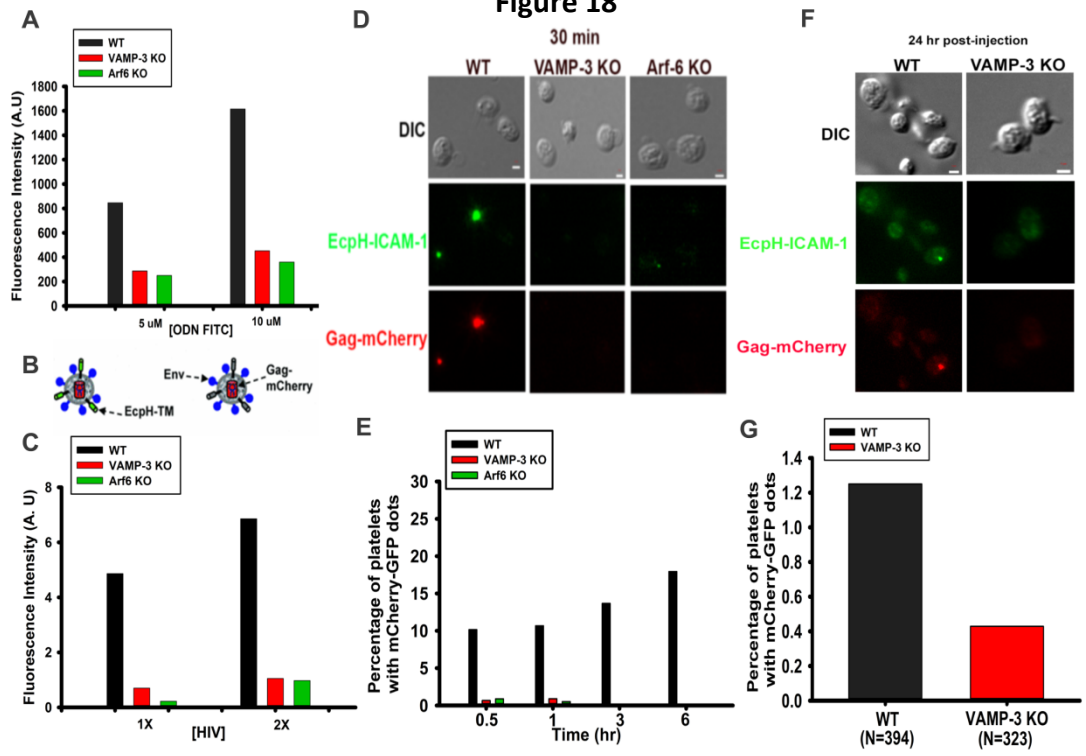 Figure 18
A
WT
VAMP-3 KO
Arf6 KO
Fluorescence Intensity (A.U)
1800
1600
1400
1200
1000
800
600
400
200
0
5 uM
10 uM
[ODN FITC]
B
Env
Gag-
mCherry
EcpH-TM
C
WT
VAMP-3 KO
Arf6 KO
Fluorescence Intensity (A. U)
8
6
4
2
0
1X
2X
[HIV]
D
30 min
WT VAMP-3 KO Arf-6 KO
DIC
EcpH-ICAM-1
Gag-mCherry
E
WT
VAMP-3 KO
Arf6 KO
Percentage of platelets
with mCherry-GFP dots
30
25
20
15
10
5
0
0.5 1 3 6
Time (hr)
F
24 hr post-injection
WT VAMP-3 KO
DIC
EcpH-ICAM-1
Gag-mCherry
G
WT
VAMP-3 KO
Percentage of platelets
with mCherry-GFP dots
1.4
1.2
1.0
0.8
0.6
0.4
0.2
0.0
WT VAMP-3 KO
(N=394) (N=323)